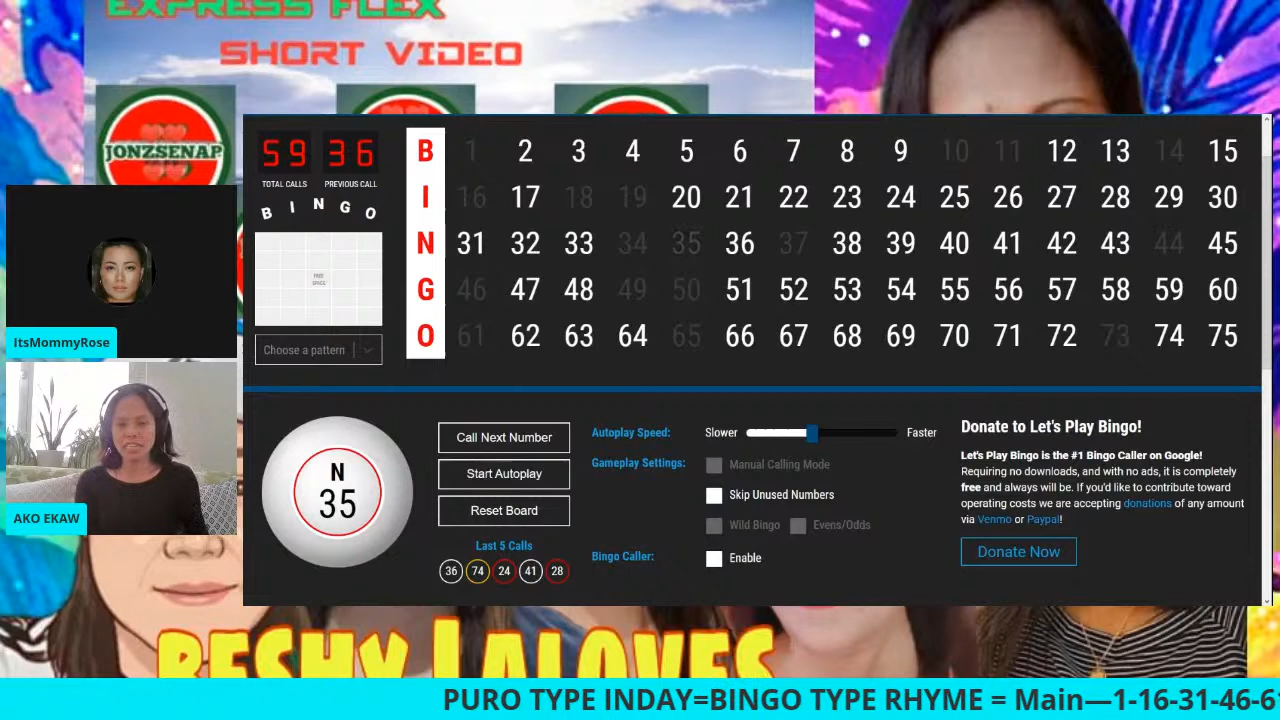 EXPRESS FLEX
SHORT VIDEO
JONZSENAP
59 36
TOTAL CALLS PREVIOUS CALL
B I N G O
FREE
SPACE
Choose a pattern
B 1 2 3 4 5 6 7 8 9 10 11 12 13 14 15
I 16 17 18 19 20 21 22 23 24 25 26 27 28 29 30
N 31 32 33 34 35 36 37 38 39 40 41 42 43 44 45
G 46 47 48 49 50 51 52 53 54 55 56 57 58 59 60
O 61 62 63 64 65 66 67 68 69 70 71 72 73 74 75
ItsMommyRose
AKO EKAW
N
35
Call Next Number
Start Autoplay
Reset Board
Last 5 Calls
36 74 24 41 28
Autoplay Speed: Slower Faster
Gameplay Settings: Manual Calling Mode
Skip Unused Numbers
Wild Bingo Evens/Odds
Bingo Caller: Enable
Donate to Let's Play Bingo!
Let's Play Bingo is the #1 Bingo Caller on Google!
Requiring no downloads, and with no ads, it is completely
free and always will be. If you'd like to contribute toward
operating costs we are accepting donations of any amount
via Venmo or Paypal!
Donate Now
BESHY LALOVES
PURO TYPE INDAY=BINGO TYPE RHYME = Main—1-16-31-46-61